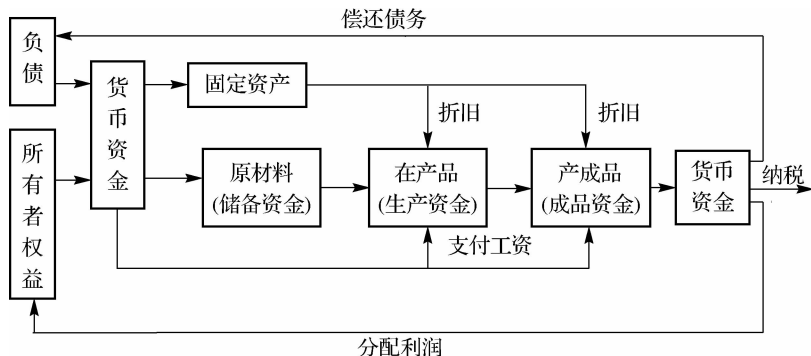 偿还债务
负债
货币资金
固定资产
折旧
折旧
所有者权益
原材料
(储备资金)
在产品
(生产资金)
产成品
(成品资金)
货币
资金
纳税
支付工资
分配利润